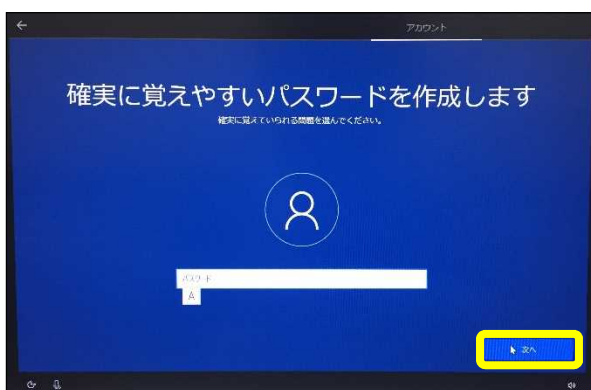 アカウント
確実に覚えやすいパスワードを作成します
確実に覚えていられる問題を選んでください。
パスワード
A
次へ